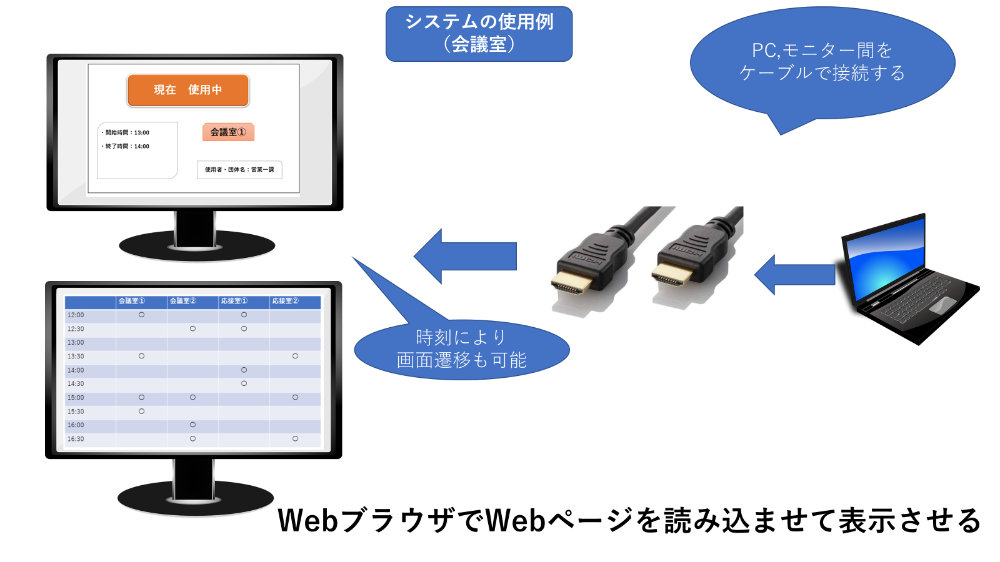 システムの使用例
（会議室）
PC,モニター間を
ケーブルで接続する
現在　使用中
・開始時間：13:00
・終了時間：14:00
会議室①
使用者・団体名：営業一課
HDMI
HDMI
時刻により
画面遷移も可能
会議室① 会議室② 応接室① 応接室②
12:00 〇 〇
12:30 〇 〇
13:00
13:30 〇 〇
14:00 〇
14:30 〇
15:00 〇 〇 〇
15:30 〇
16:00 〇
16:30 〇 〇
WebブラウザでWebページを読み込ませて表示させる